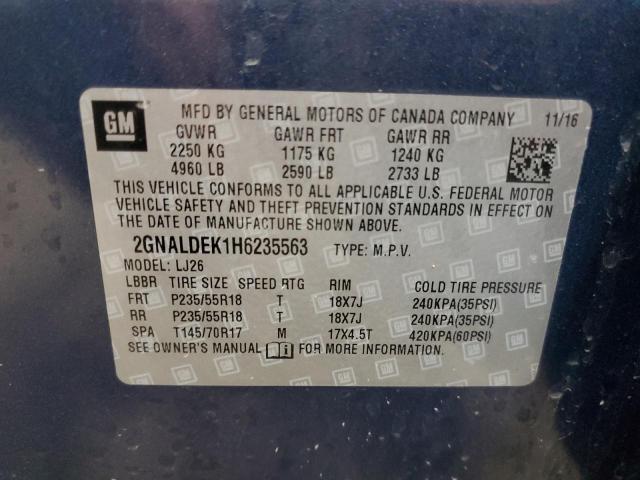 GM MFD BY GENERAL MOTORS OF CANADA COMPANY 11/16
GVWR GAWR FRT GAWR RR
2250 KG 1175 KG 1240 KG
4960 LB 2590 LB 2733 LB
THIS VEHICLE CONFORMS TO ALL APPLICABLE U.S. FEDERAL MOTOR
VEHICLE SAFETY AND THEFT PREVENTION STANDARDS IN EFFECT ON
THE DATE OF MANUFACTURE SHOWN ABOVE.
2GNALDEK1H6235563 TYPE: M.P.V.
MODEL: LJ26
LBBR TIRE SIZE SPEED RTG RIM COLD TIRE PRESSURE
FRT P235/55R18 T 18X7J 240KPA(35PSI)
RR P235/55R18 T 18X7J 240KPA(35PSI)
SPA T145/70R17 M 17X4.5T 420KPA(60PSI)
SEE OWNER'S MANUAL FOR MORE INFORMATION.